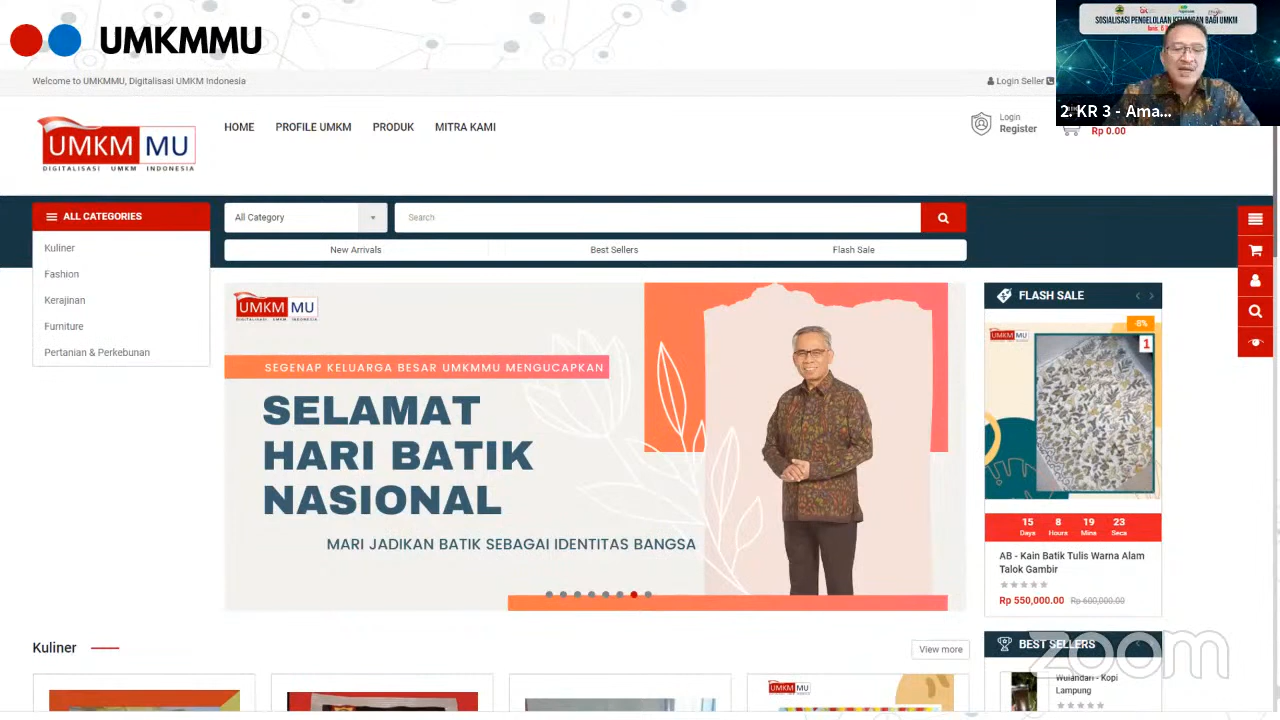 UMKMMU
SOSIALISASI PENGELOLAAN KEUANGAN BAGI UMKM
2. KR 3 - Ama...
Welcome to UMKMMU, Digitalisasi UMKM Indonesia
Login Seller
UMKM MU
DIGITALISASI UMKM INDONESIA
HOME
PROFILE UMKM
PRODUK
MITRA KAMI
Login
Register
Rp 0.00
ALL CATEGORIES
Kuliner
Fashion
Kerajinan
Furniture
Pertanian & Perkebunan
All Category
Search
New Arrivals
Best Sellers
Flash Sale
UMKM MU
DIGITALISASI UMKM INDONESIA
SEGENAP KELUARGA BESAR UMKMMU MENGUCAPKAN
SELAMAT
HARI BATIK
NASIONAL
MARI JADIKAN BATIK SEBAGAI IDENTITAS BANGSA
FLASH SALE
-8%
UMKM MU
1
15 8 19 23
Days Hours Mins Secs
AB - Kain Batik Tulis Warna Alam
Talok Gambir
Rp 550,000.00 Rp 600,000.00
Kuliner
View more
BEST SELLERS
Wulandari - Kopi
Lampung
UMKM MU
zoom